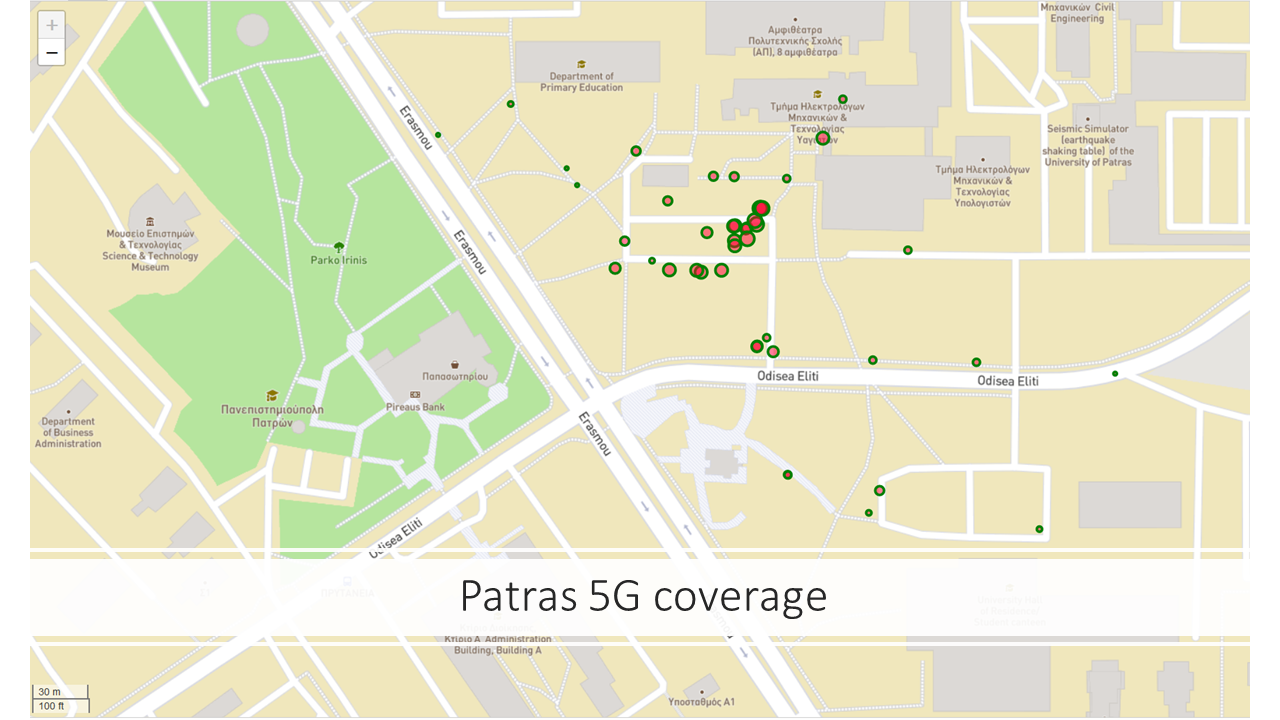 +
−
Μηχανικών Civil
Engineering
Αμφιθέατρα
Πολυτεχνικής Σχολής
(ΑΠ), 8 αμφιθέατρα
Department of
Primary Education
Τμήμα Ηλεκτρολόγων
Μηχανικών &
Τεχνολογίας
Erasmou
Seismic Simulator
(earthquake
shaking table) of the
University of Patras
Τμήμα Ηλεκτρολόγων
Μηχανικών &
Τεχνολογίας
Υπολογιστών
Μουσείο Επιστημών
& Τεχνολογίας
Science & Technology
Museum
Parko Irinis
Erasmou
Παπασωτηρίου
Pireaus Bank
Odisea Eliti
Odisea Eliti
Πανεπιστημιούπολη
Πατρών
Department
of Business
Administration
Erasmou
Odisea Eliti
ΠΡΥΤΑΝΕΙΑ
Patras 5G coverage
Κτίριο Α Administration
Building, Building A
Υποσταθμός Α1
30 m
100 ft